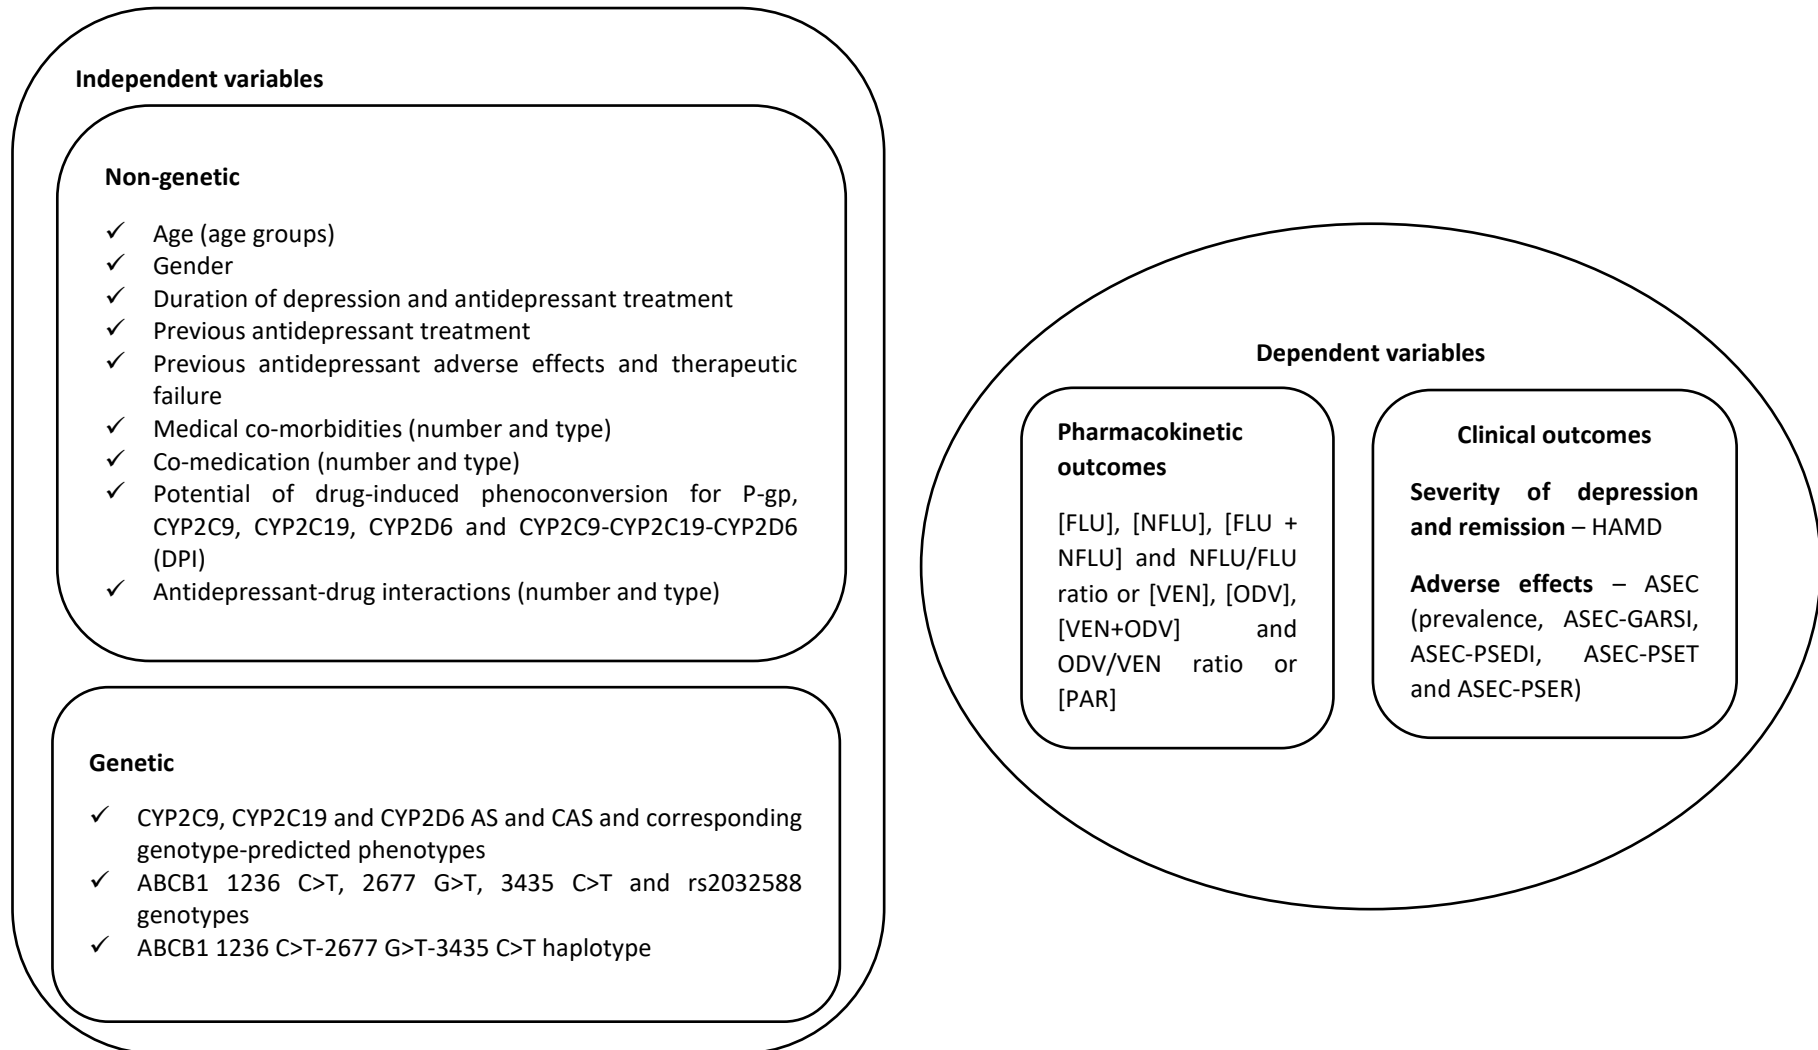 Independent variables
Non-genetic
✓ Age (age groups)
✓ Gender
✓ Duration of depression and antidepressant treatment
✓ Previous antidepressant treatment
✓ Previous antidepressant adverse effects and therapeutic
failure
✓ Medical co-morbidities (number and type)
✓ Co-medication (number and type)
✓ Potential of drug-induced phenoconversion for P-gp,
CYP2C9, CYP2C19, CYP2D6 and CYP2C9-CYP2C19-CYP2D6
(DPI)
✓ Antidepressant-drug interactions (number and type)
Genetic
✓ CYP2C9, CYP2C19 and CYP2D6 AS and CAS and corresponding
genotype-predicted phenotypes
✓ ABCB1 1236 C>T, 2677 G>T, 3435 C>T and rs2032588
genotypes
✓ ABCB1 1236 C>T-2677 G>T-3435 C>T haplotype
Dependent variables
Pharmacokinetic
outcomes
[FLU], [NFLU], [FLU +
NFLU] and NFLU/FLU
ratio or [VEN], [ODV],
[VEN+ODV] and
ODV/VEN ratio or
[PAR]
Clinical outcomes
Severity of depression
and remission – HAMD
Adverse effects – ASEC
(prevalence, ASEC-GARSI,
ASEC-PSEDI, ASEC-PSET
and ASEC-PSER)